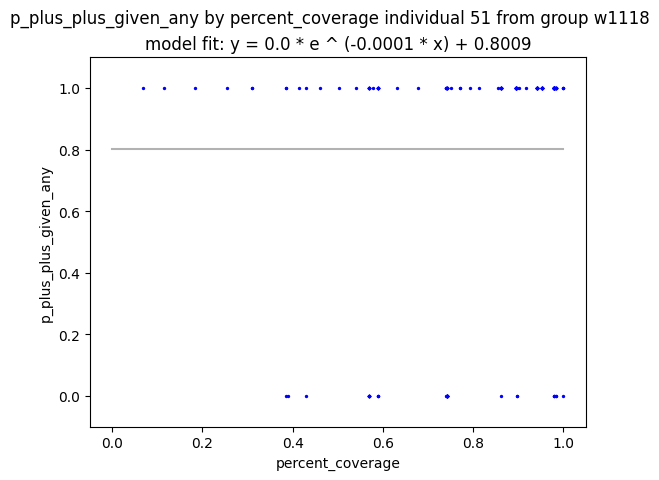 p_plus_plus_given_any by percent_coverage individual 51 from group w1118
model fit: y = 0.0 * e ^ (-0.0001 * x) + 0.8009
p_plus_plus_given_any
1.0
0.8
0.6
0.4
0.2
0.0
0.0 0.2 0.4 0.6 0.8 1.0
percent_coverage